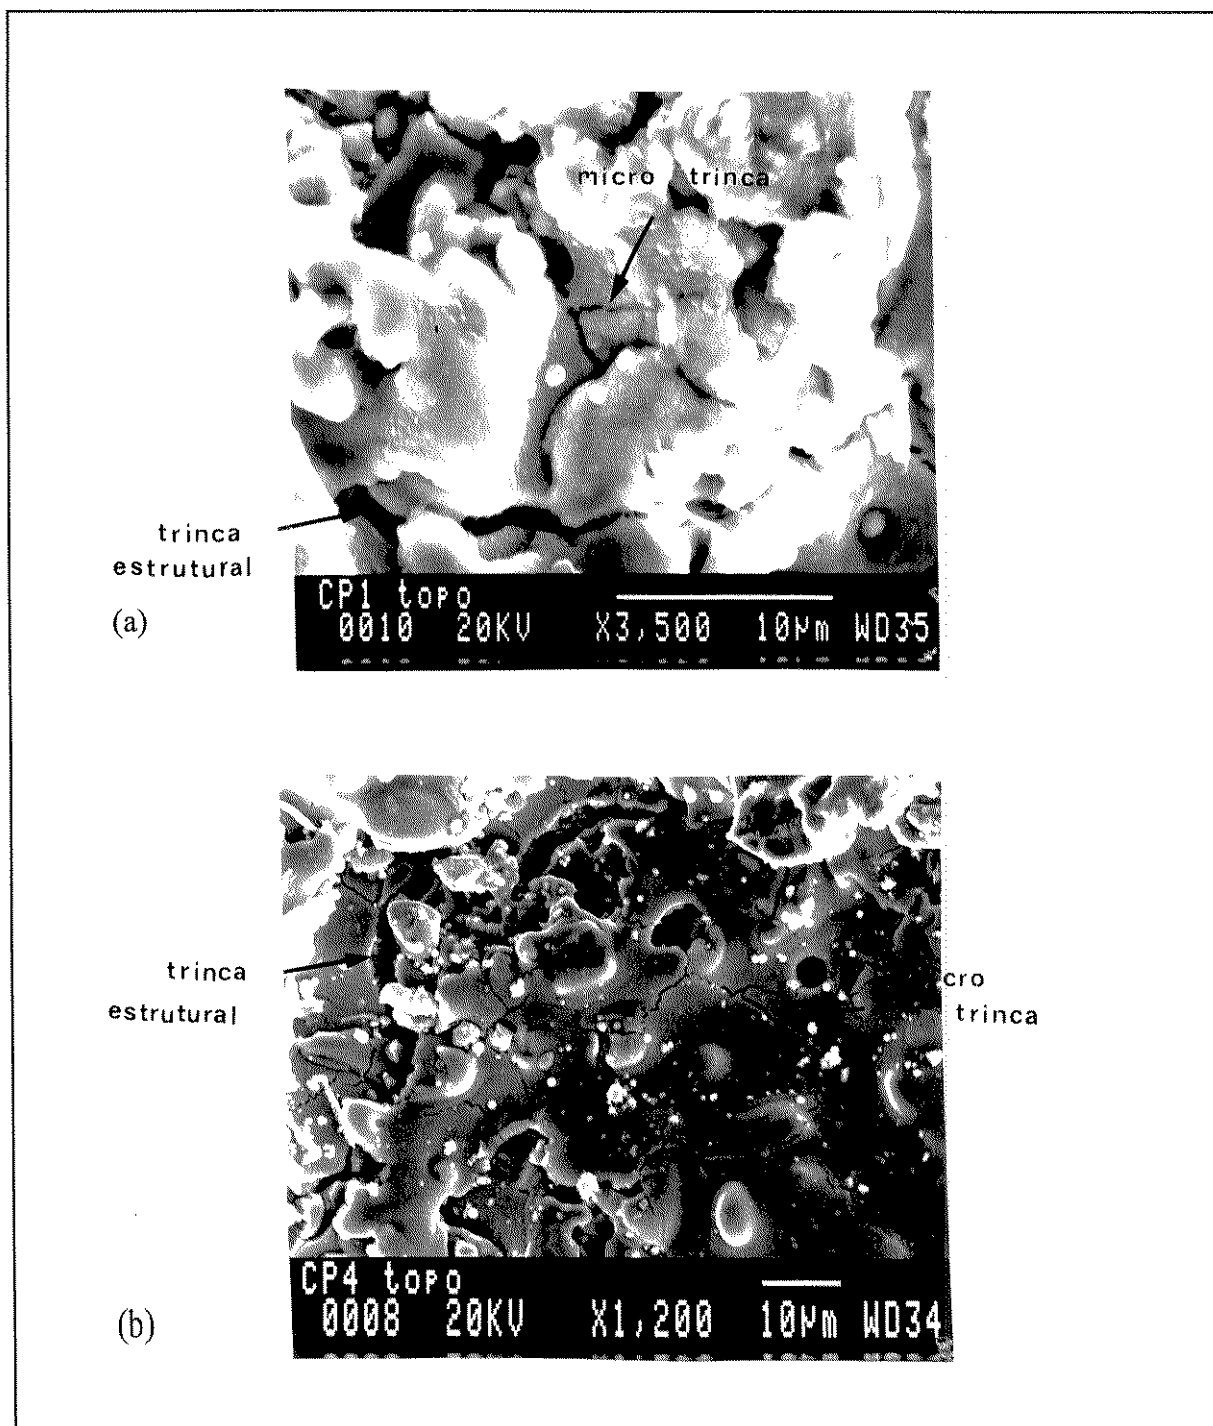 micro trinca
trinca
estrutural
CP1 topo
0010 20KV X3,500 10µm WD35
(a)
trinca
estrutural
cro
trinca
CP4 topo
0008 20KV X1,200 10µm WD34
(b)